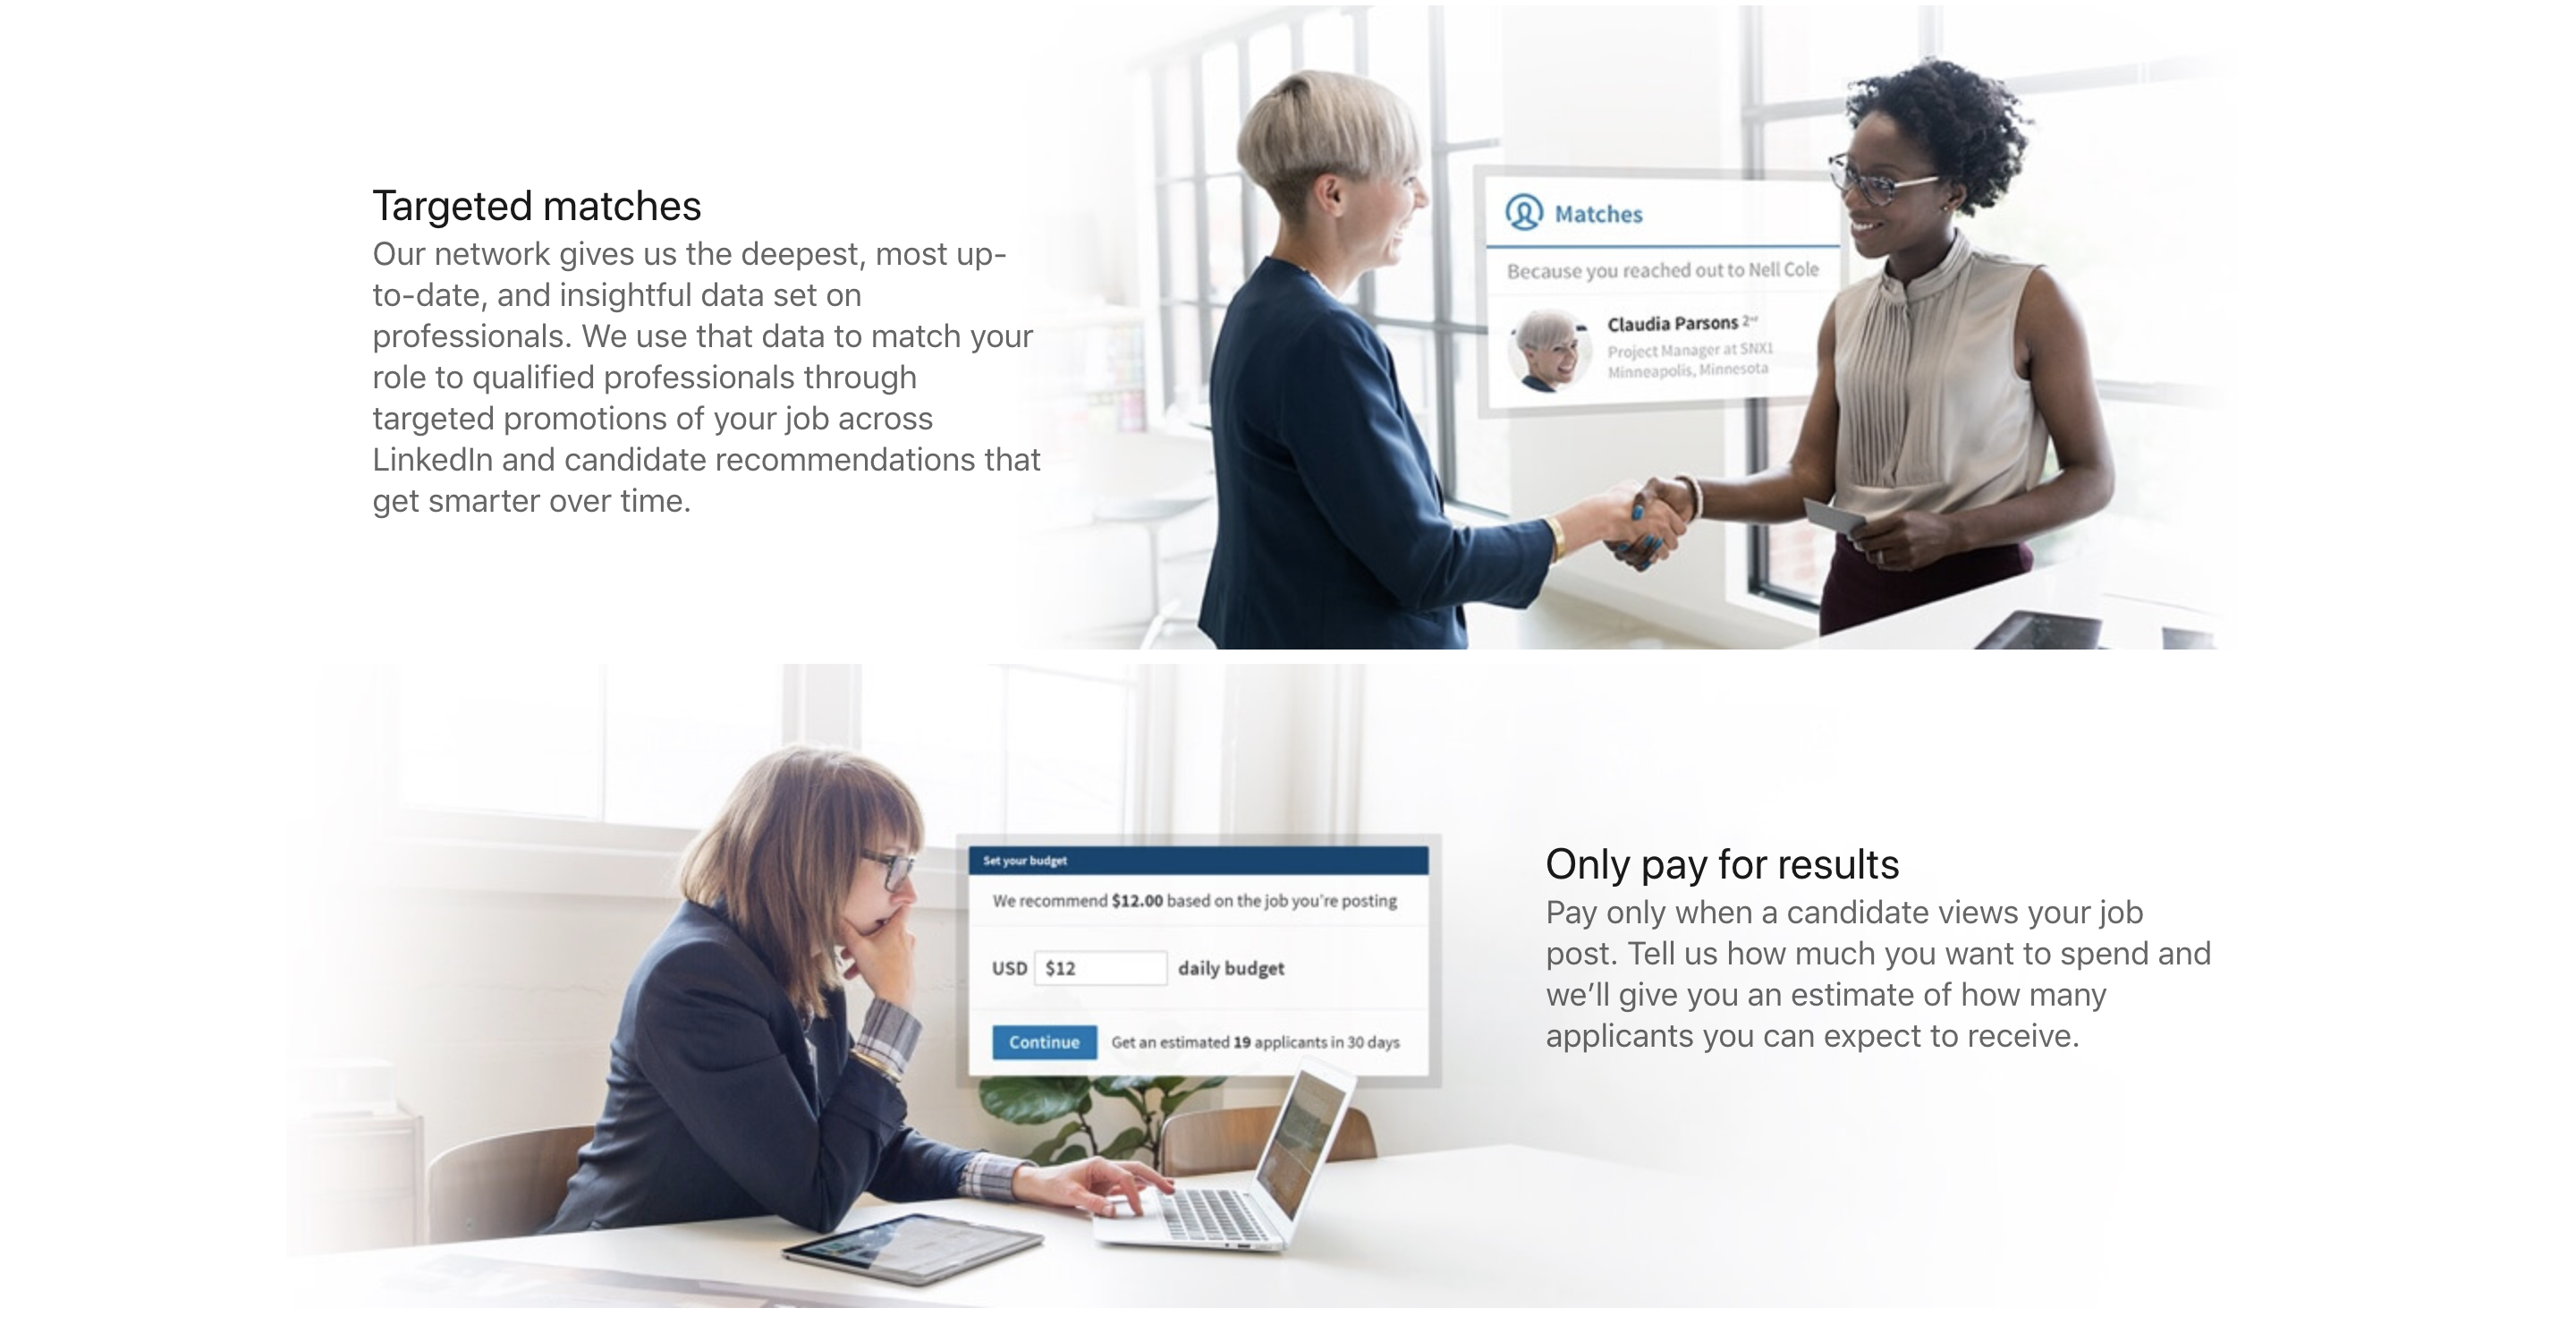 Targeted matches
Our network gives us the deepest, most up-
to-date, and insightful data set on
professionals. We use that data to match your
role to qualified professionals through
targeted promotions of your job across
LinkedIn and candidate recommendations that
get smarter over time.
Matches
Because you reached out to Nell Cole
Claudia Parsons 2nd
Project Manager at SNX1
Minneapolis, Minnesota
Set your budget
We recommend $12.00 based on the job you're posting
USD $12 daily budget
Continue Get an estimated 19 applicants in 30 days
Only pay for results
Pay only when a candidate views your job
post. Tell us how much you want to spend and
we’ll give you an estimate of how many
applicants you can expect to receive.